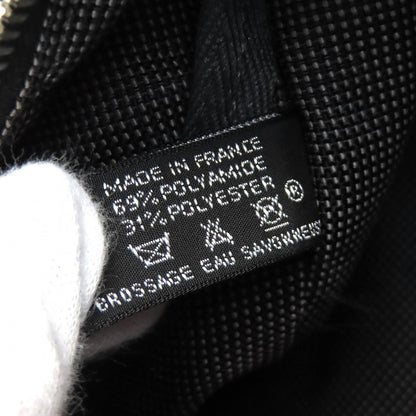 MADE IN FRANCE
69% POLYAMIDE
31% POLYESTER
®
BROSSAGE EAU SAVONNEUSE